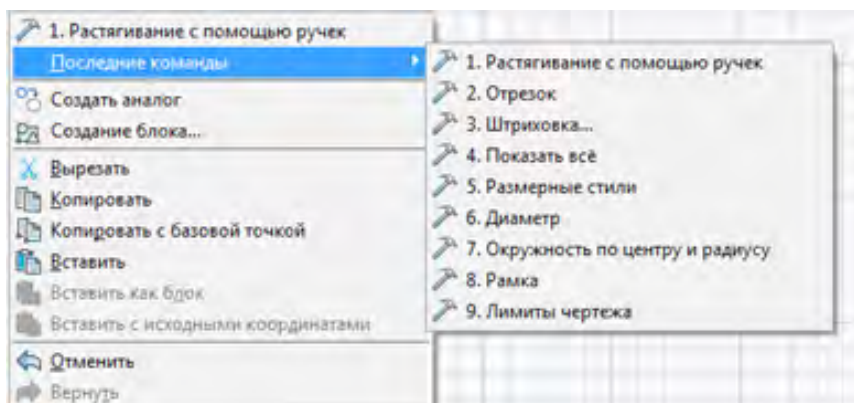 1. Растягивание с помощью ручек
Последние команды
Создать аналог
Создание блока...
Вырезать
Копировать
Копировать с базовой точкой
Вставить
Вставить как блок
Вставить с исходными координатами
Отменить
Вернуть
1. Растягивание с помощью ручек
2. Отрезок
3. Штриховка...
4. Показать всё
5. Размерные стили
6. Диаметр
7. Окружность по центру и радиусу
8. Рамка
9. Лимиты чертежа